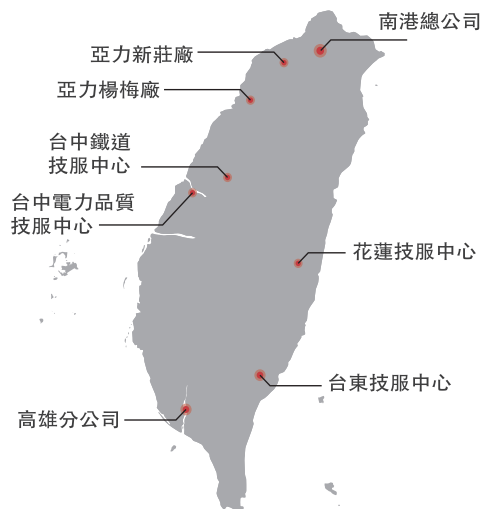 南港總公司
亞力新莊廠
亞力楊梅廠
台中鐵道
技服中心
台中電力品質
技服中心
花蓮技服中心
台東技服中心
高雄分公司